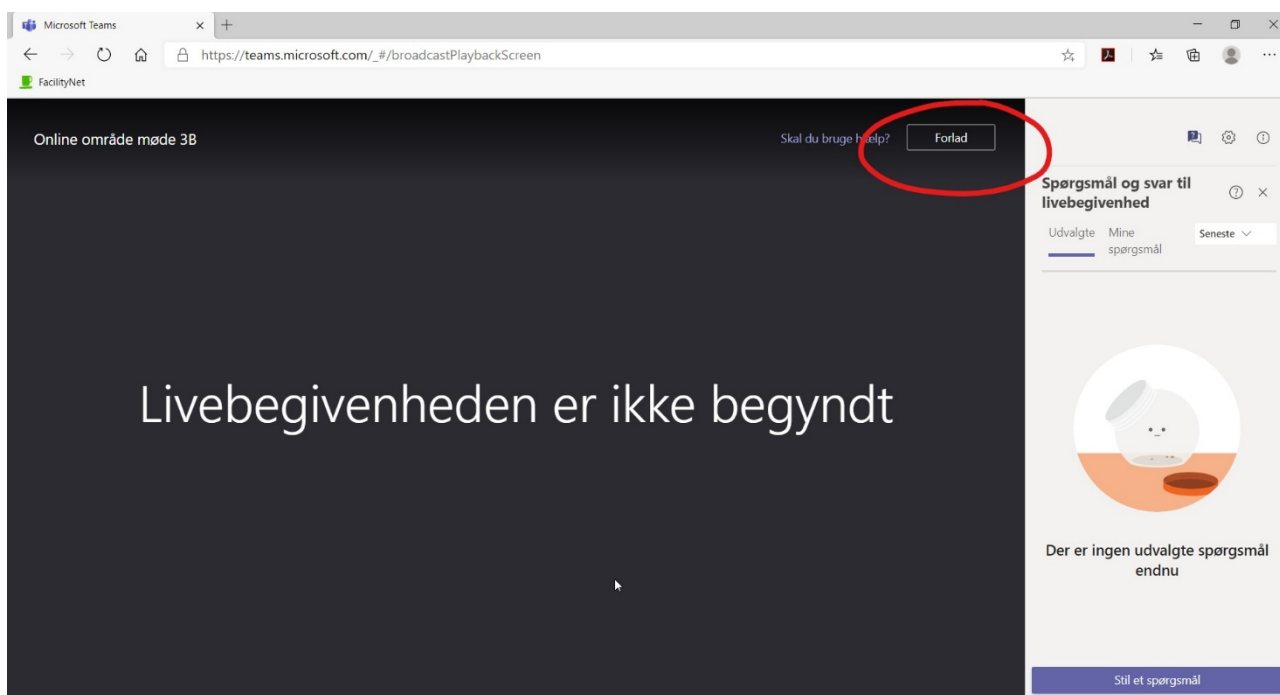 Microsoft Teams
https://teams.microsoft.com/_#/broadcastPlaybackScreen
FacilityNet
Online område møde 3B
Skal du bruge hjælp?
Forlad
Spørgsmål og svar til
livebegivenhed
Udvalgte
Mine
spørgsmål
Seneste
Livebegivenheden er ikke begyndt
Der er ingen udvalgte spørgsmål
endnu
Stil et spørgsmål